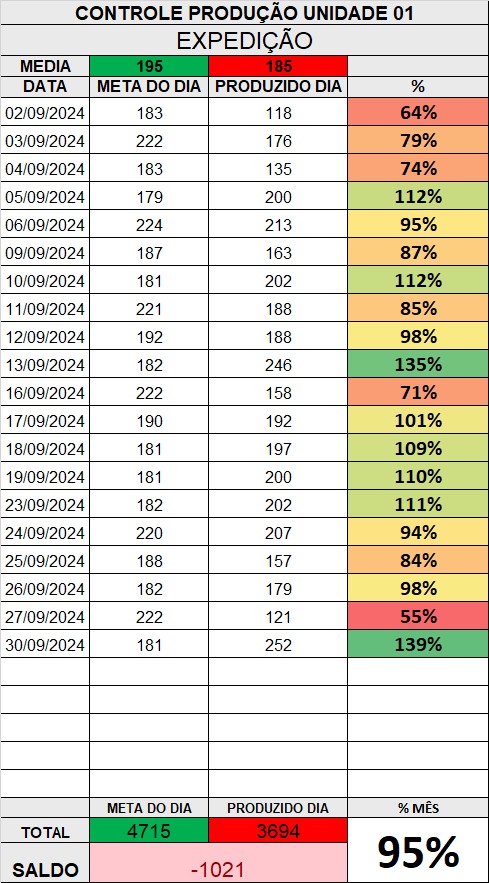 CONTROLE PRODUÇÃO UNIDADE 01
EXPEDIÇÃO
MEDIA 195 185
DATA META DO DIA PRODUZIDO DIA %
02/09/2024 183 118 64%
03/09/2024 222 176 79%
04/09/2024 183 135 74%
05/09/2024 179 200 112%
06/09/2024 224 213 95%
09/09/2024 187 163 87%
10/09/2024 181 202 112%
11/09/2024 221 188 85%
12/09/2024 192 188 98%
13/09/2024 182 246 135%
16/09/2024 222 158 71%
17/09/2024 190 192 101%
18/09/2024 181 197 109%
19/09/2024 181 200 110%
23/09/2024 182 202 111%
24/09/2024 220 207 94%
25/09/2024 188 157 84%
26/09/2024 182 179 98%
27/09/2024 222 121 55%
30/09/2024 181 252 139%
META DO DIA PRODUZIDO DIA % MÊS
TOTAL 4715 3694 95%
SALDO -1021